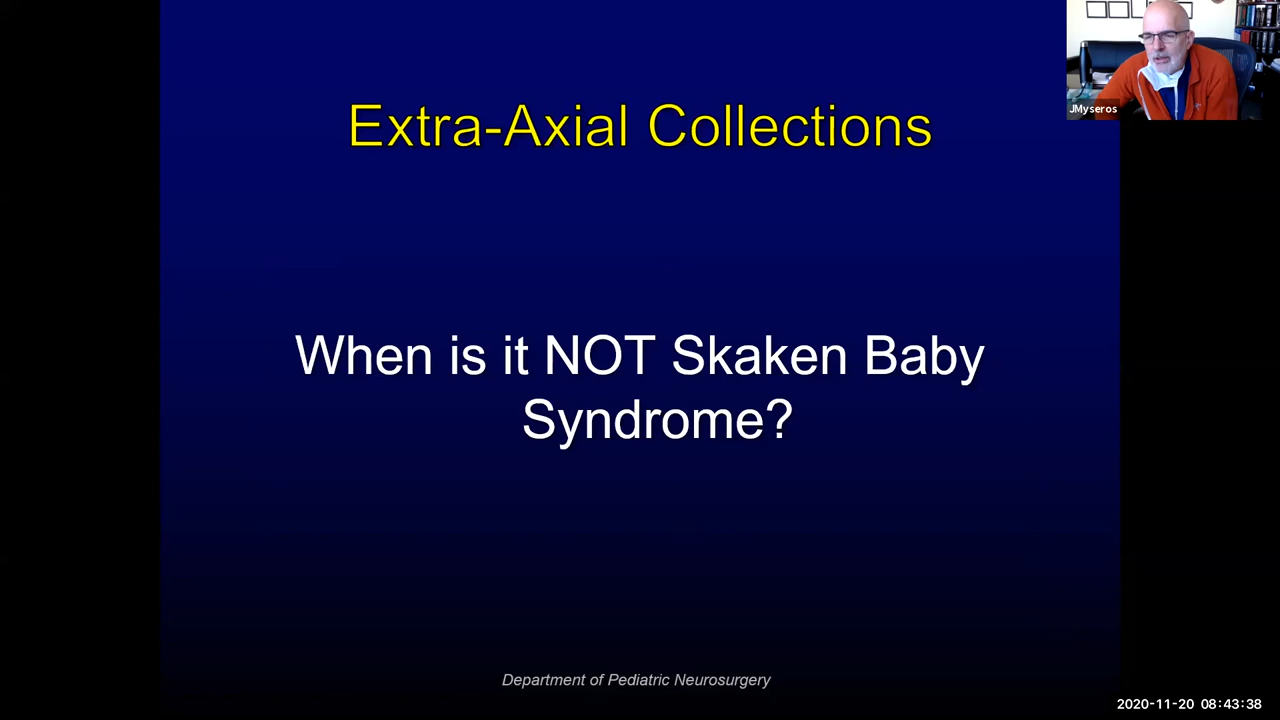 JMyseros
Extra-Axial Collections
When is it NOT Skaken Baby
Syndrome?
Department of Pediatric Neurosurgery
2020-11-20 08:43:38